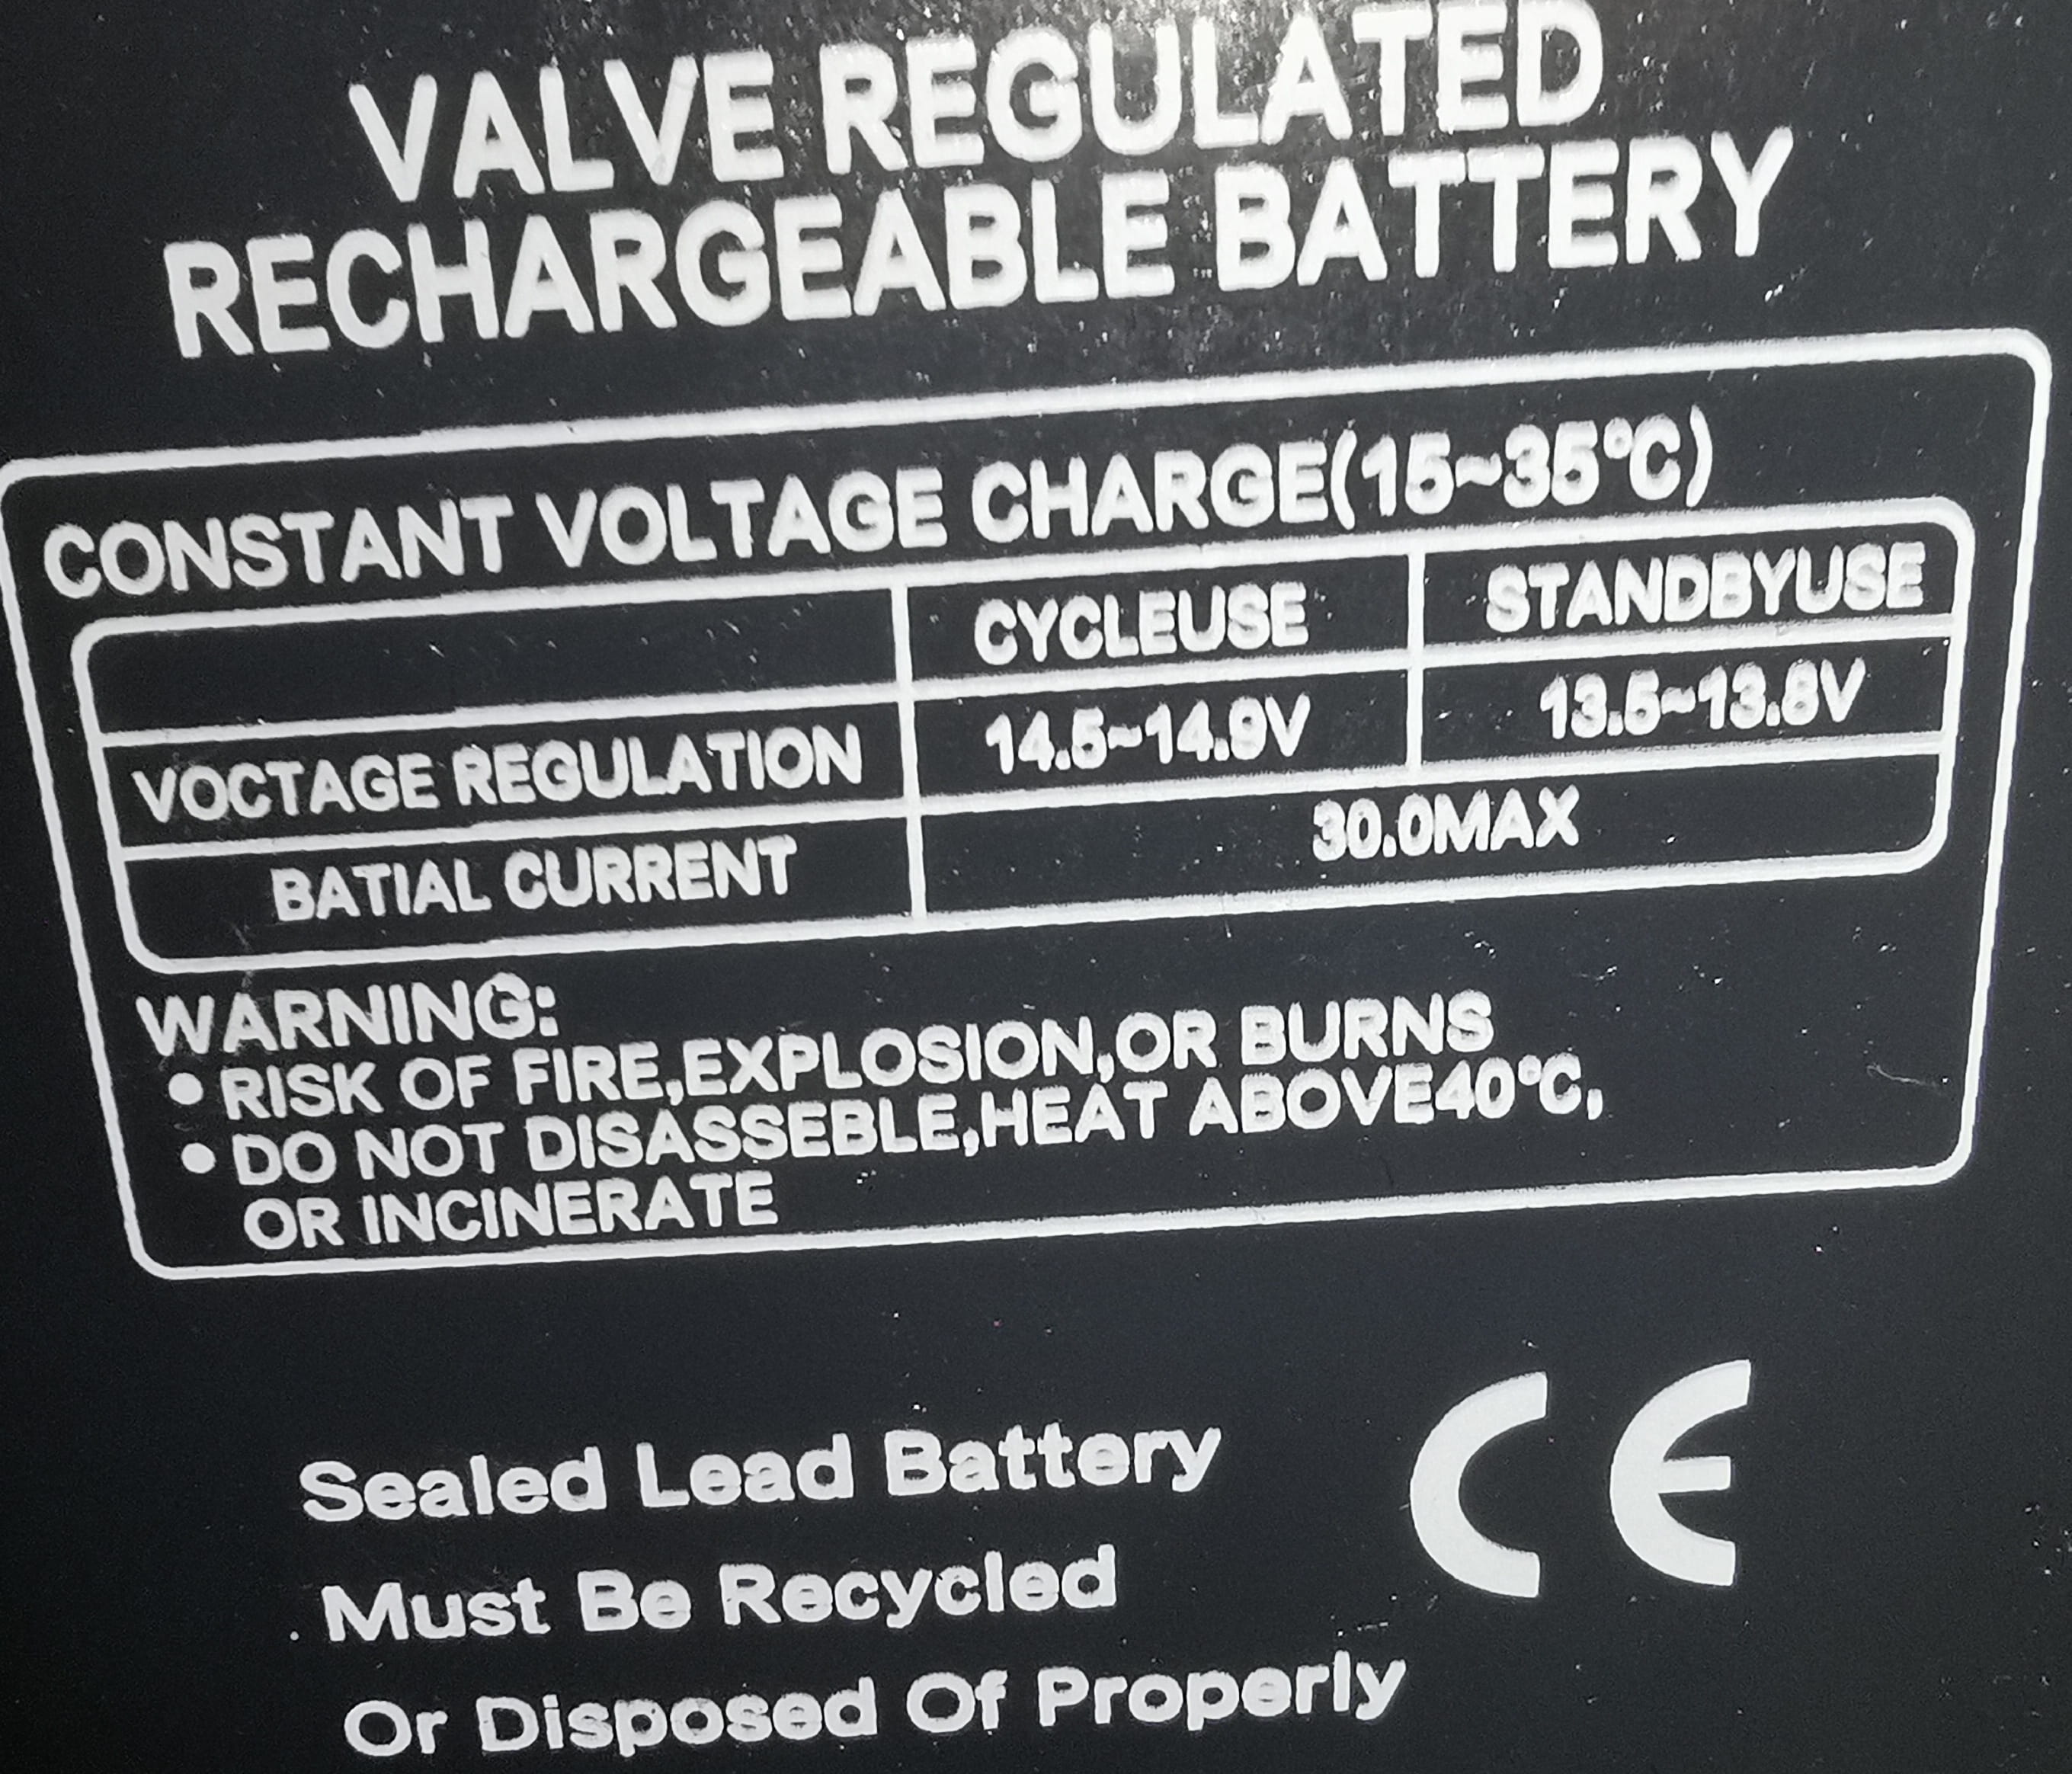 VALVE REGULATED
RECHARGEABLE BATTERY
CONSTANT VOLTAGE CHARGE(15~35°C)
CYCLEUSE STANDBYUSE
VOCTAGE REGULATION 14.5~14.9V 13.5~13.8V
BATIAL CURRENT 30.0MAX
WARNING:
• RISK OF FIRE,EXPLOSION,OR BURNS
• DO NOT DISASSEBLE,HEAT ABOVE40°C,
OR INCINERATE
Sealed Lead Battery
Must Be Recycled
Or Disposed Of Properly
CE